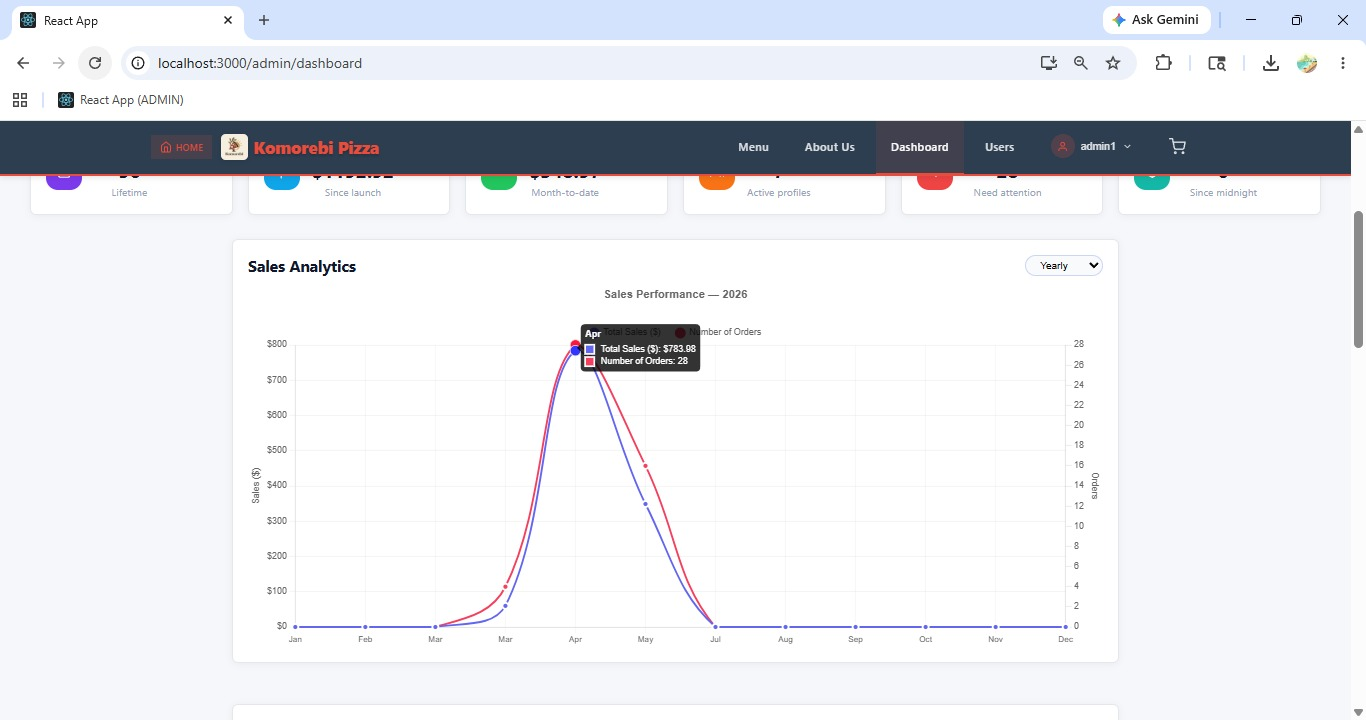 React App
Ask Gemini
localhost:3000/admin/dashboard
React App (ADMIN)
HOME
Komorebi Pizza
Menu
About Us
Dashboard
Users
admin1
Lifetime
Since launch
Month-to-date
Active profiles
Need attention
Since midnight
Sales Analytics
Yearly
Sales Performance — 2026
Total Sales ($)
Number of Orders
Apr
Total Sales ($): $783.98
Number of Orders: 28
$800
$700
$600
$500
$400
$300
$200
$100
$0
Sales ($)
28
26
24
22
20
18
16
14
12
10
8
6
4
2
0
Orders
Jan Feb Mar Mar Apr May Jul Aug Sep Oct Nov Dec